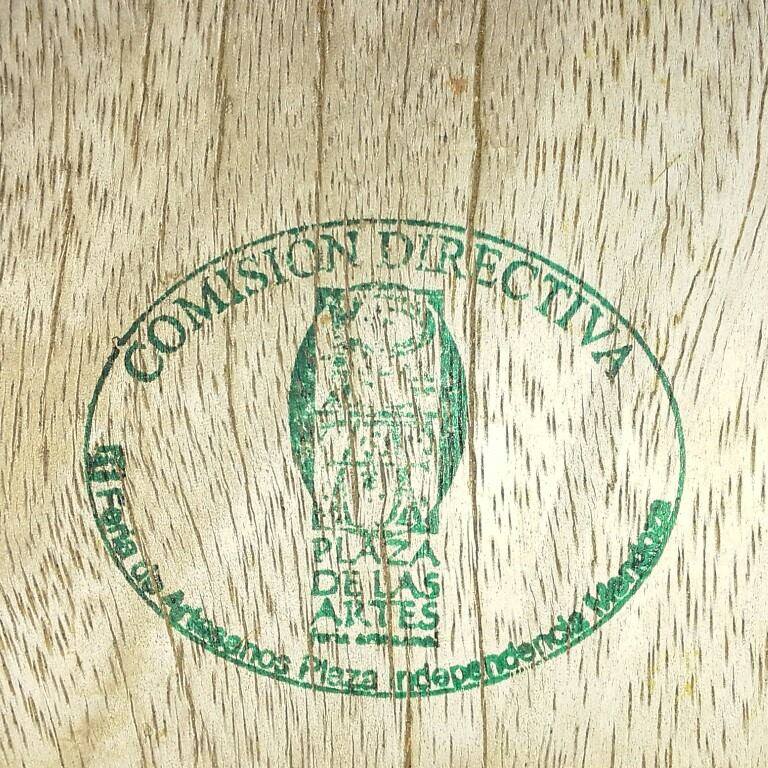 COMISION DIRECTIVA
PLAZA
DE LAS
ARTES
Feria de Artesanos Plaza Independencia Mendoza